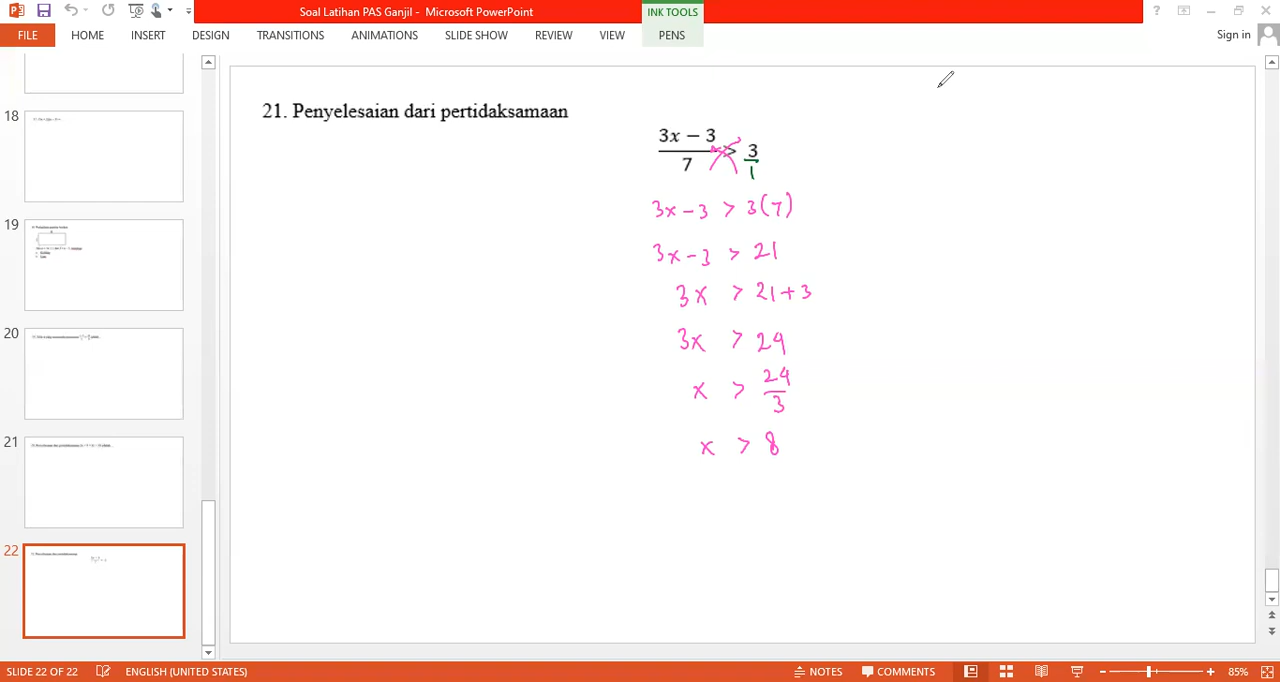 Soal Latihan PAS Ganjil - Microsoft PowerPoint
INK TOOLS
FILE HOME INSERT DESIGN TRANSITIONS ANIMATIONS SLIDE SHOW REVIEW VIEW PENS
Sign in
18
19
20
21
22
21. Penyelesaian dari pertidaksamaan
3x − 3 / 7 > 3 / 1
3x - 3 > 3(7)
3x - 3 > 21
3x > 21 + 3
3x > 24
x > 24 / 3
x > 8
SLIDE 22 OF 22 ENGLISH (UNITED STATES) NOTES COMMENTS 85%